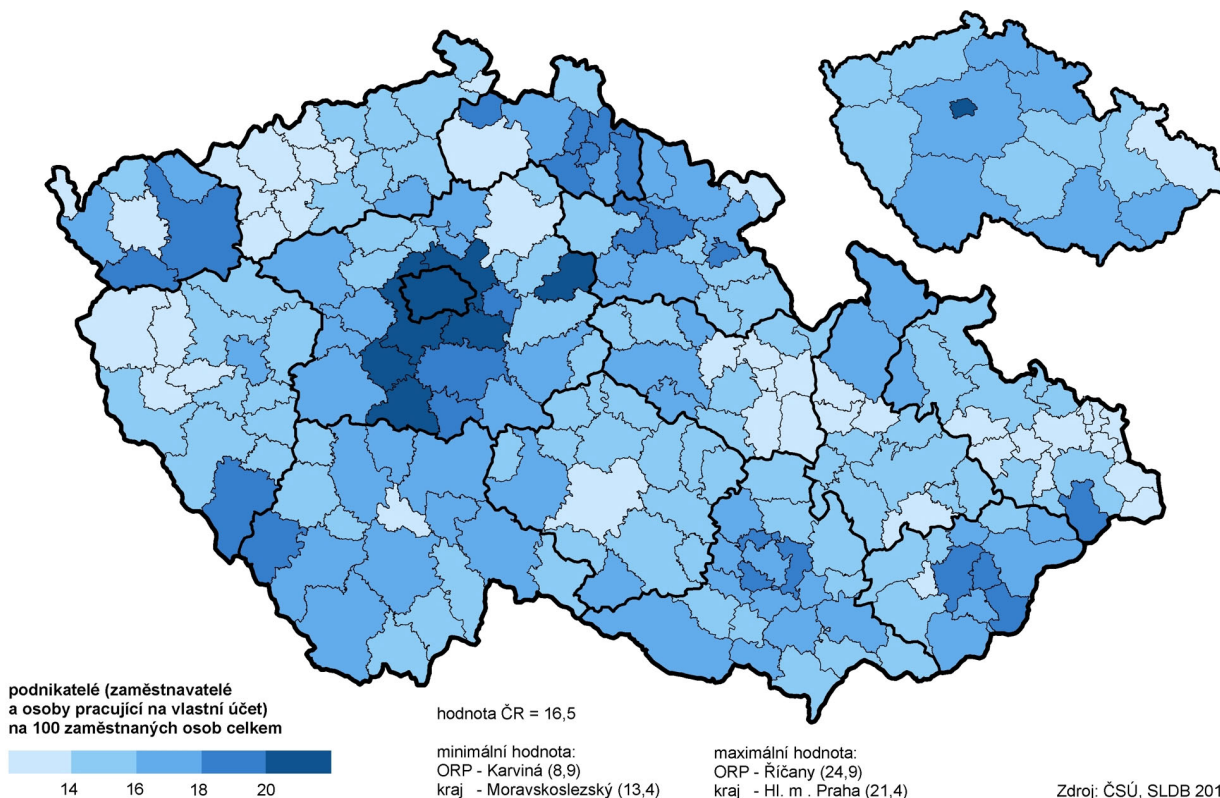 podnikatelé (zaměstnavatelé
a osoby pracující na vlastní účet)
na 100 zaměstnaných osob celkem
14 16 18 20
hodnota ČR = 16,5
minimální hodnota:
ORP - Karviná (8,9)
kraj - Moravskoslezský (13,4)
maximální hodnota:
ORP - Říčany (24,9)
kraj - Hl. m . Praha (21,4)
Zdroj: ČSÚ, SLDB 201